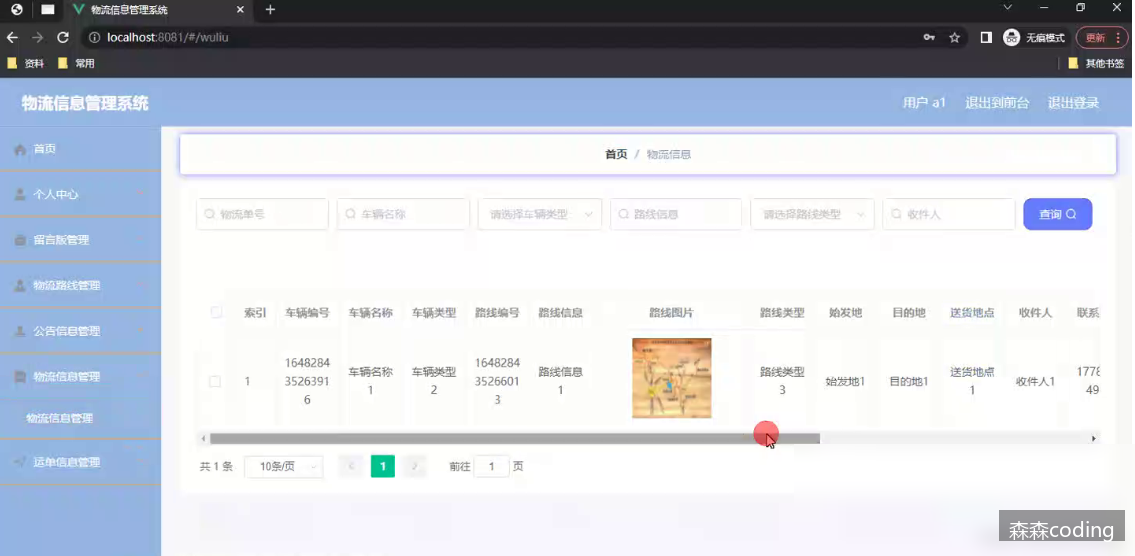 物流信息管理系统
localhost:8081/#/wuliu
无痕模式
更新
资料
常用
其他书签
物流信息管理系统
用户 a1
退出到前台
退出登录
首页
个人中心
留言板管理
物流路线管理
公告信息管理
物流信息管理
物流信息管理
运单信息管理
首页 / 物流信息
物流单号
车辆名称
请选择车辆类型
路线信息
请选择路线类型
收件人
查询
索引 车辆编号 车辆名称 车辆类型 路线编号 路线信息 路线图片 路线类型 始发地 目的地 送货地点 收件人 联系
1
1648284
3526391
6
车辆名称
1
车辆类型
2
1648284
3526601
3
路线信息
1
路线类型
3
始发地1
目的地1
送货地点
1
收件人1
1778
49
共 1 条
10条/页
1
前往 1 页
森森coding